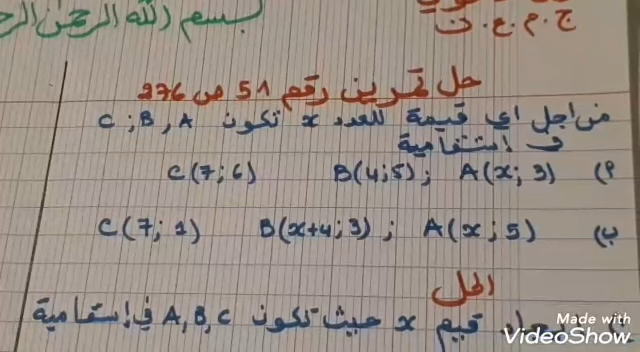 بسم الله الرحمن الرحيم
ج.م.ع.ت
حل تمرين رقم 51 ص 276
من اجل اي قيمة للعدد x تكون A , B ; C
في استقامية
أ) A(x; 3) ; B(4;5) C(7;6)
ب) A(x;5) ; B(x+4;3) C(7;1)
الحل
قيم x حيث تكون A,B,C في إستقامية
Made with
VideoShow